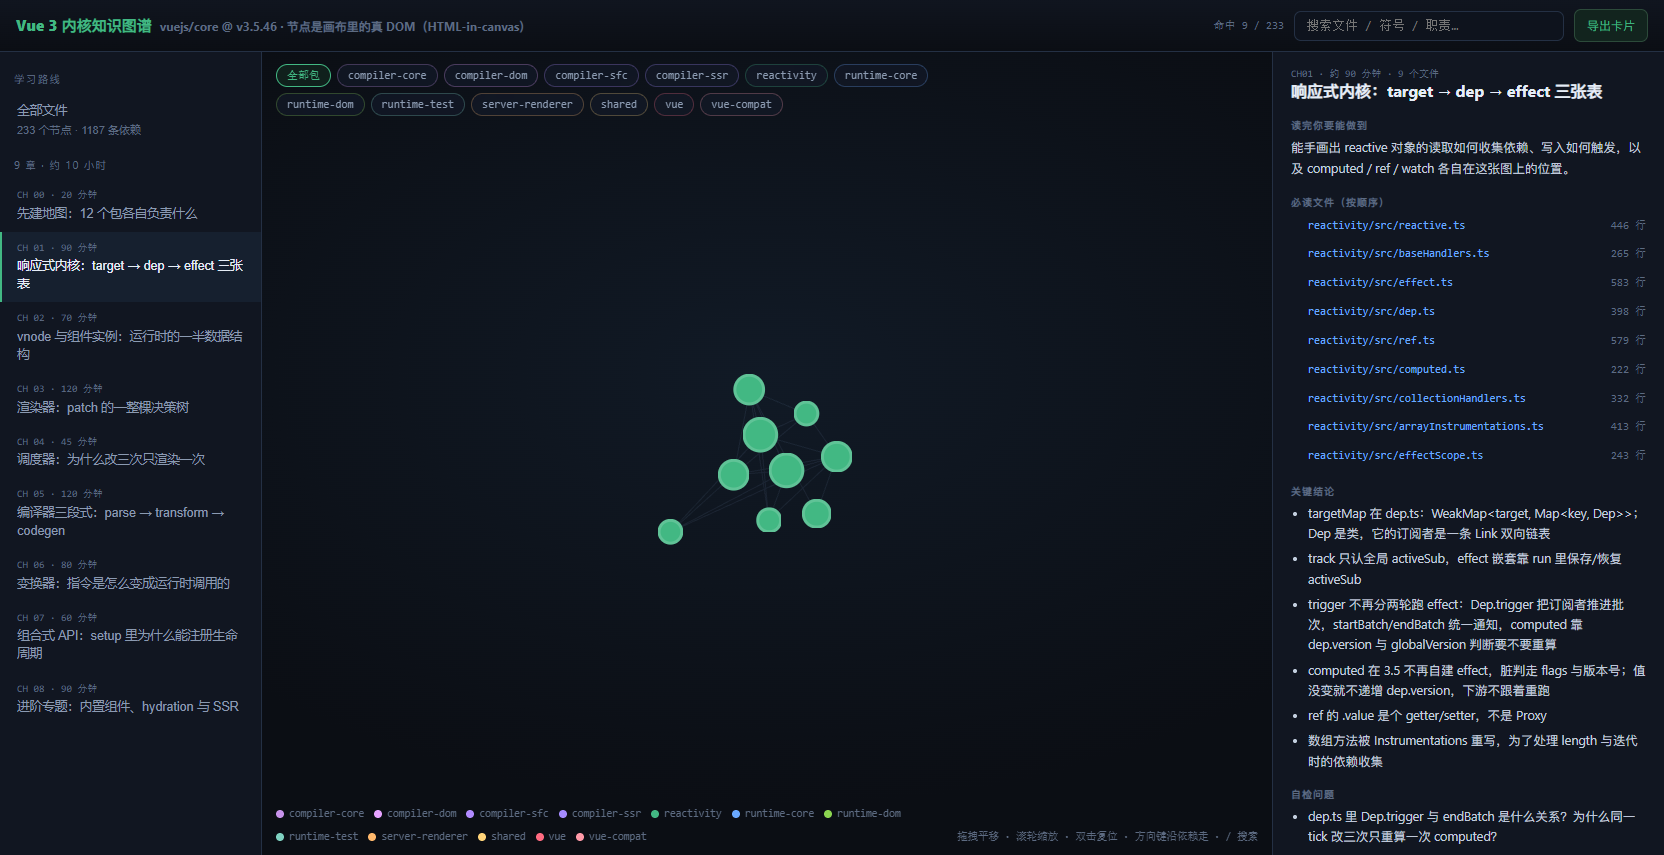 Vue 3 内核知识图谱 vuejs/core @ v3.5.46 · 节点是画布里的真 DOM（HTML-in-canvas）
命中 9 / 233
搜索文件 / 符号 / 职责…
导出卡片
学习路线
全部文件
233 个节点 · 1187 条依赖
9 章 · 约 10 小时
CH 00 · 20 分钟
先建地图：12 个包各自负责什么
CH 01 · 90 分钟
响应式内核：target → dep → effect 三张
表
CH 02 · 70 分钟
vnode 与组件实例：运行时的一半数据结
构
CH 03 · 120 分钟
渲染器：patch 的一整棵决策树
CH 04 · 45 分钟
调度器：为什么改三次只渲染一次
CH 05 · 120 分钟
编译器三段式：parse → transform →
codegen
CH 06 · 80 分钟
变换器：指令是怎么变成运行时调用的
CH 07 · 60 分钟
组合式 API：setup 里为什么能注册生命
周期
CH 08 · 90 分钟
进阶专题：内置组件、hydration 与 SSR
全部包 compiler-core compiler-dom compiler-sfc compiler-ssr reactivity runtime-core
runtime-dom runtime-test server-renderer shared vue vue-compat
compiler-core compiler-dom compiler-sfc compiler-ssr reactivity runtime-core runtime-dom
runtime-test server-renderer shared vue vue-compat
拖拽平移 · 滚轮缩放 · 双击复位 · 方向键沿依赖走 · / 搜索
CH01 · 约 90 分钟 · 9 个文件
响应式内核：target → dep → effect 三张表
读完你要能做到
能手画出 reactive 对象的读取如何收集依赖、写入如何触发，以
及 computed / ref / watch 各自在这张图上的位置。
必读文件（按顺序）
reactivity/src/reactive.ts 446 行
reactivity/src/baseHandlers.ts 265 行
reactivity/src/effect.ts 583 行
reactivity/src/dep.ts 398 行
reactivity/src/ref.ts 579 行
reactivity/src/computed.ts 222 行
reactivity/src/collectionHandlers.ts 332 行
reactivity/src/arrayInstrumentations.ts 413 行
reactivity/src/effectScope.ts 243 行
关键结论
• targetMap 在 dep.ts：WeakMap<target, Map<key, Dep>>；
Dep 是类，它的订阅者是一条 Link 双向链表
• track 只认全局 activeSub，effect 嵌套靠 run 里保存/恢复
activeSub
• trigger 不再分两轮跑 effect：Dep.trigger 把订阅者推进批
次，startBatch/endBatch 统一通知，computed 靠
dep.version 与 globalVersion 判断要不要重算
• computed 在 3.5 不再自建 effect，脏判走 flags 与版本号；值
没变就不递增 dep.version，下游不跟着重跑
• ref 的 .value 是个 getter/setter，不是 Proxy
• 数组方法被 Instrumentations 重写，为了处理 length 与迭代
时的依赖收集
自检问题
• dep.ts 里 Dep.trigger 与 endBatch 是什么关系？为什么同一
tick 改三次只重算一次 computed？